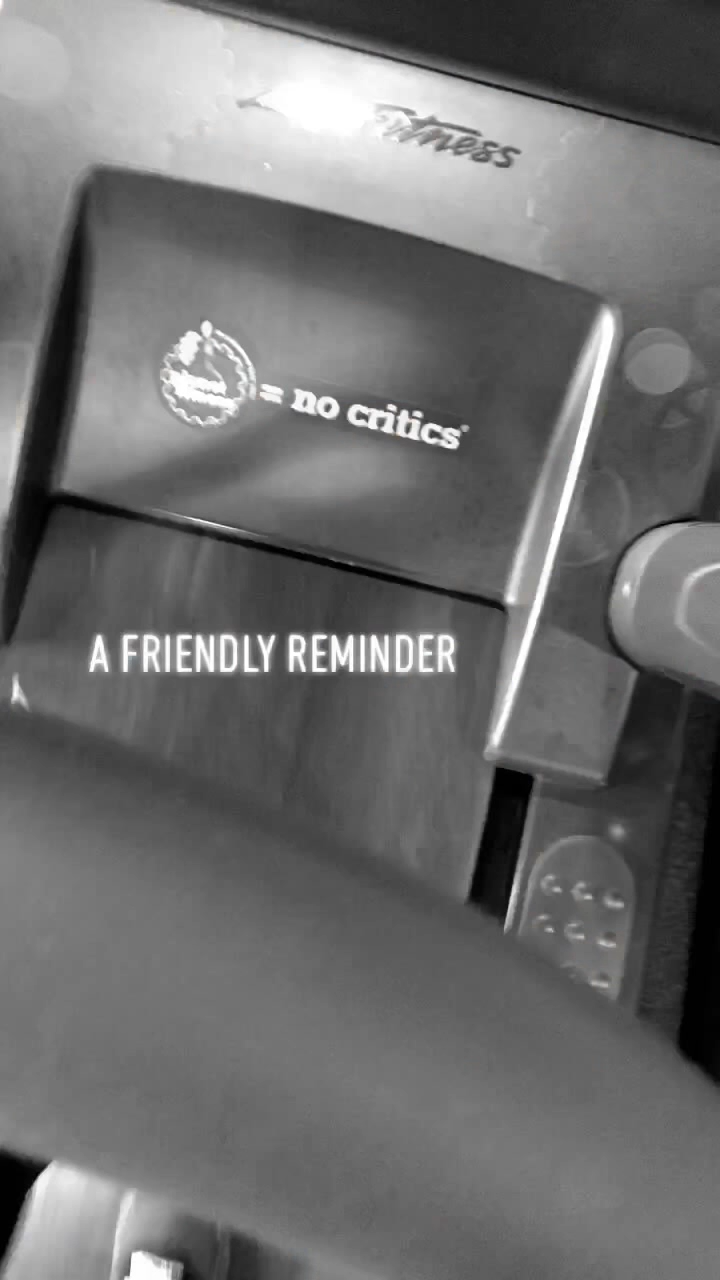 Fitness
= no critics
A FRIENDLY REMINDER